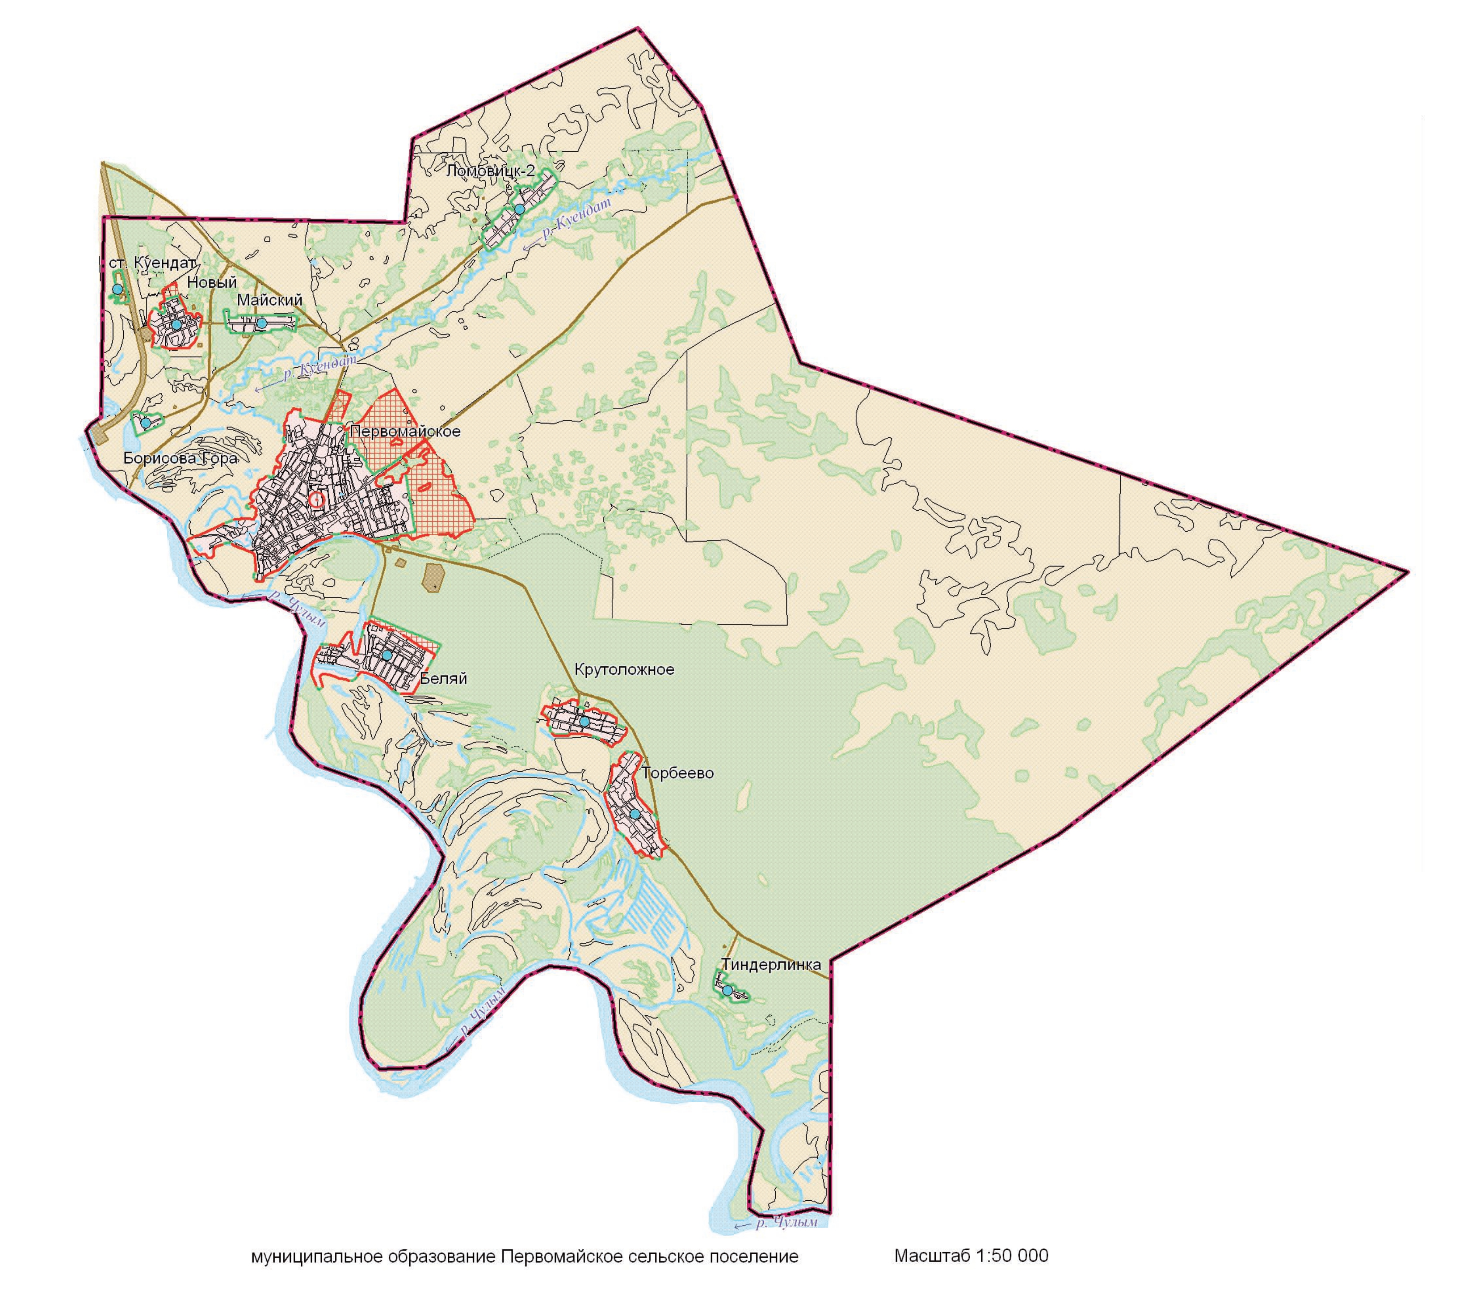 Ломовицк-2
р. Куендат
ст. Куендат
Новый
Майский
р. Куендат
Первомайское
Борисова Гора
р. Чулым
Крутоложное
Беляй
Торбеево
Тиндерлинка
р. Чулым
р. Чулым
муниципальное образование Первомайское сельское поселение
Масштаб 1:50 000